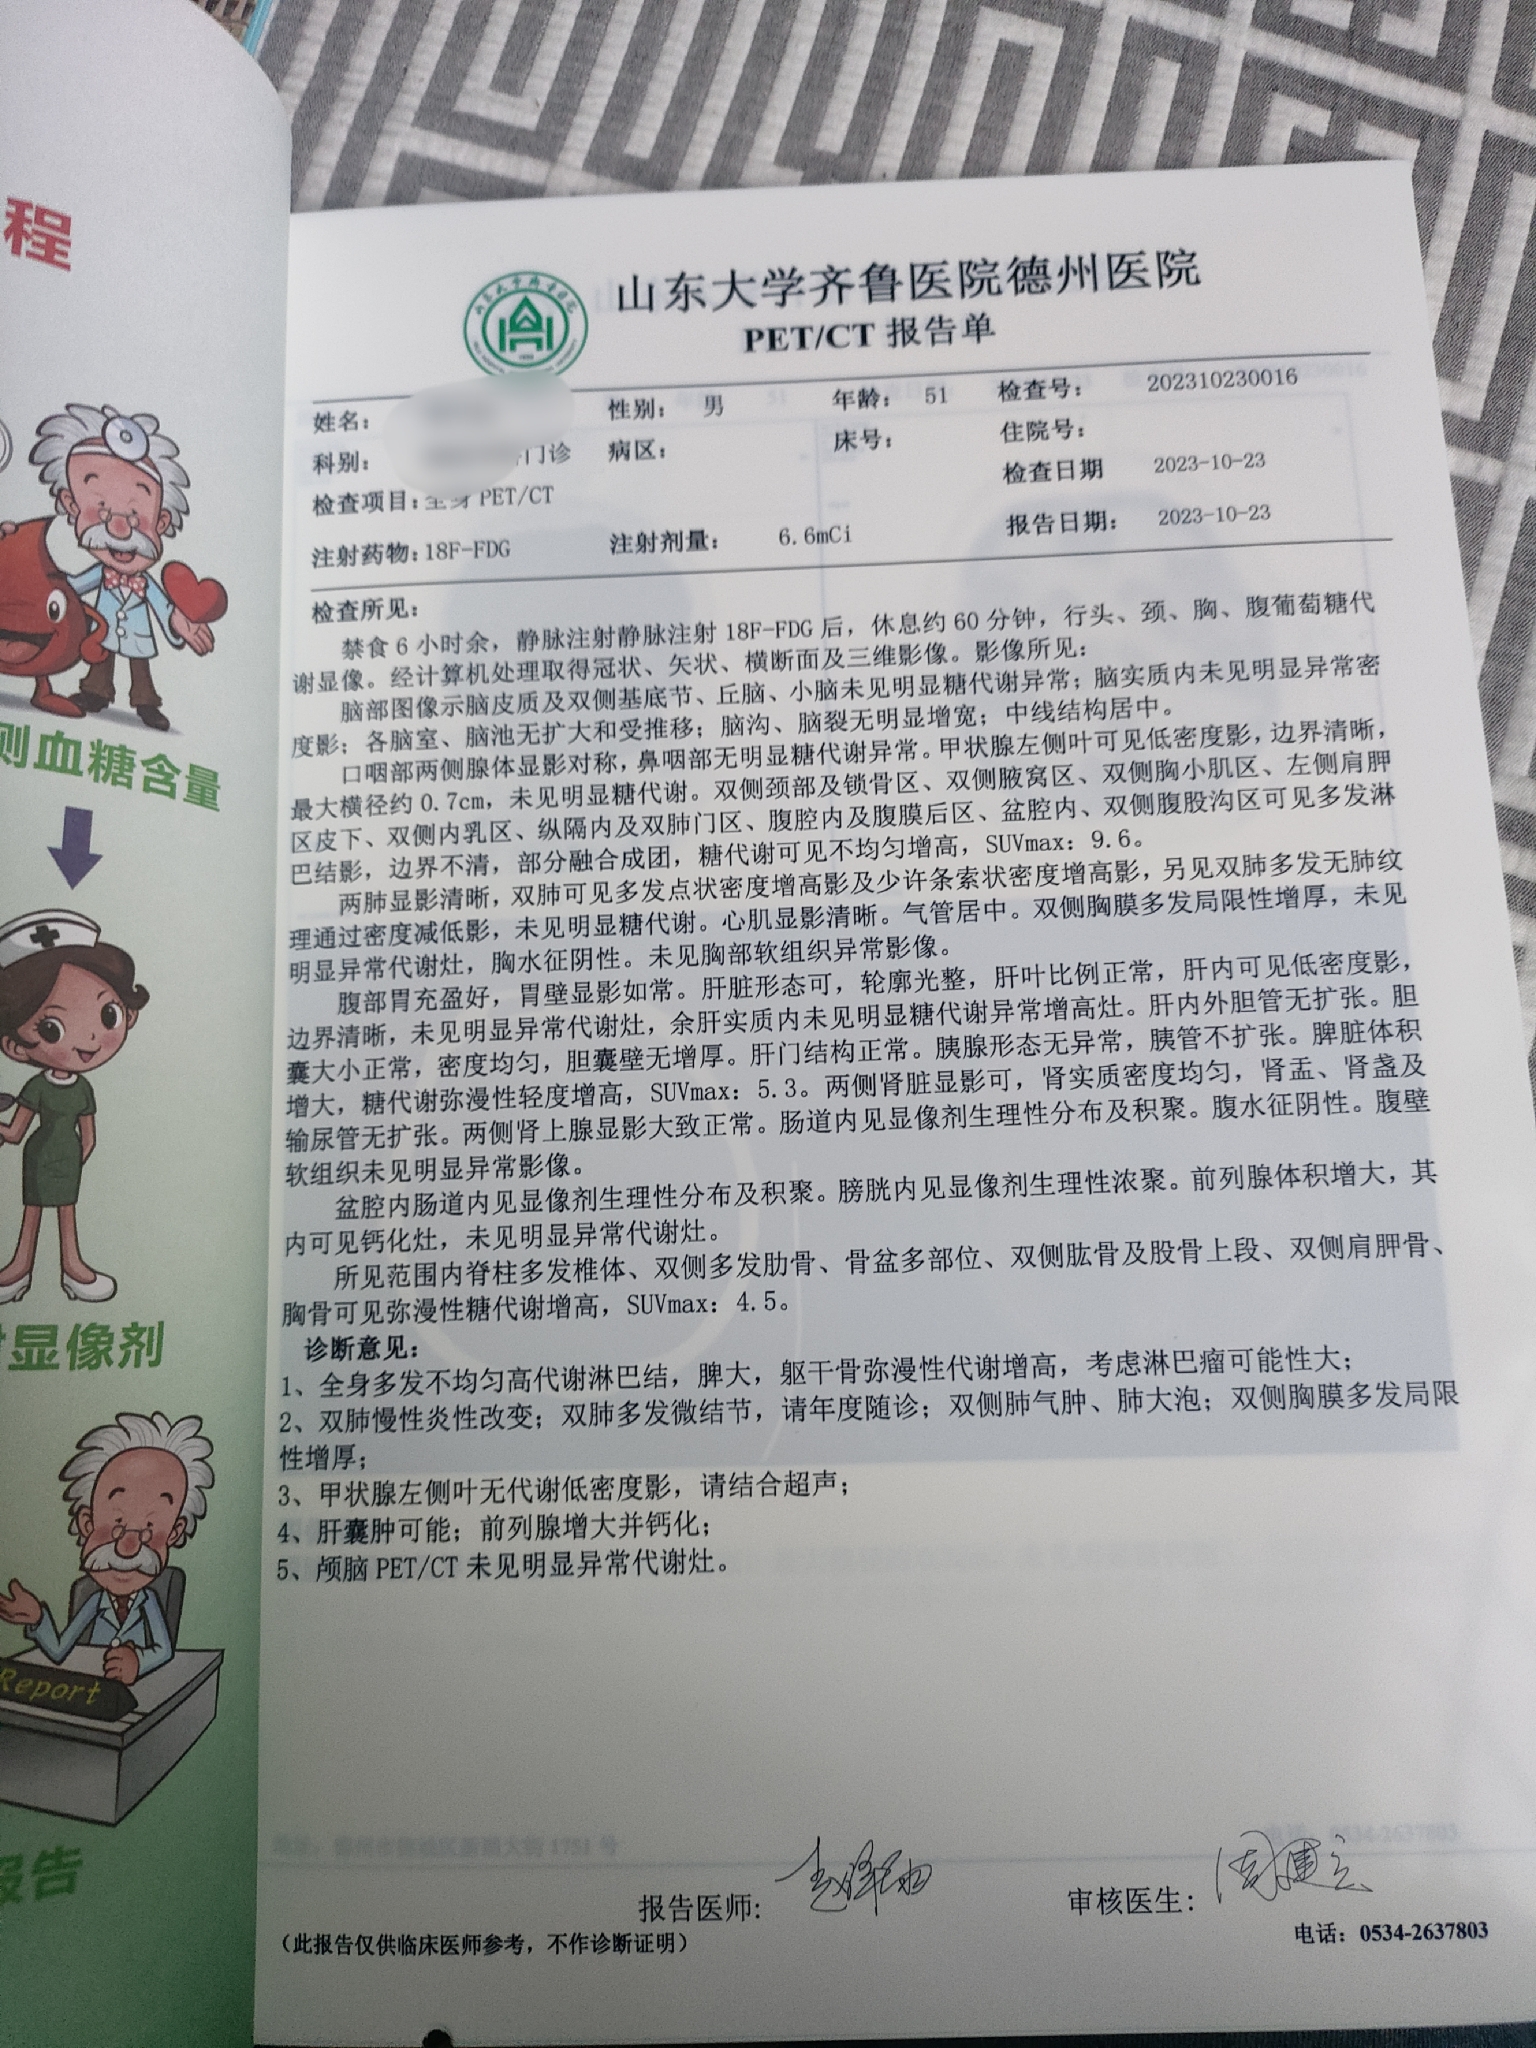 程
山东大学齐鲁医院德州医院
PET/CT 报告单
姓名： 性别： 男 年龄： 51 检查号： 202310230016
科别： 门诊 病区： 床号： 住院号：
检查项目：全身 PET/CT 检查日期 2023-10-23
注射药物：18F-FDG 注射剂量： 6.6mCi 报告日期： 2023-10-23
检查所见：
禁食 6 小时余，静脉注射静脉注射 18F-FDG 后，休息约 60 分钟，行头、颈、胸、腹葡萄糖代
谢显像。经计算机处理取得冠状、矢状、横断面及三维影像。影像所见：
脑部图像示脑皮质及双侧基底节、丘脑、小脑未见明显糖代谢异常；脑实质内未见明显异常密
度影；各脑室、脑池无扩大和受推移；脑沟、脑裂无明显增宽；中线结构居中。
口咽部两侧腺体显影对称，鼻咽部无明显糖代谢异常。甲状腺左侧叶可见低密度影，边界清晰，
最大横径约 0.7cm，未见明显糖代谢。双侧颈部及锁骨区、双侧腋窝区、双侧胸小肌区、左侧肩胛
区皮下、双侧内乳区、纵隔内及双肺门区、腹腔内及腹膜后区、盆腔内、双侧腹股沟区可见多发淋
巴结影，边界不清，部分融合成团，糖代谢可见不均匀增高，SUVmax：9.6。
两肺显影清晰，双肺可见多发点状密度增高影及少许条索状密度增高影，另见双肺多发无肺纹
理通过密度减低影，未见明显糖代谢。心肌显影清晰。气管居中。双侧胸膜多发局限性增厚，未见
明显异常代谢灶，胸水征阴性。未见胸部软组织异常影像。
腹部胃充盈好，胃壁显影如常。肝脏形态可，轮廓光整，肝叶比例正常，肝内可见低密度影，
边界清晰，未见明显异常代谢灶，余肝实质内未见明显糖代谢异常增高灶。肝内外胆管无扩张。胆
囊大小正常，密度均匀，胆囊壁无增厚。肝门结构正常。胰腺形态无异常，胰管不扩张。脾脏体积
增大，糖代谢弥漫性轻度增高，SUVmax：5.3。两侧肾脏显影可，肾实质密度均匀，肾盂、肾盏及
输尿管无扩张。两侧肾上腺显影大致正常。肠道内见显像剂生理性分布及积聚。腹水征阴性。腹壁
软组织未见明显异常影像。
盆腔内肠道内见显像剂生理性分布及积聚。膀胱内见显像剂生理性浓聚。前列腺体积增大，其
内可见钙化灶，未见明显异常代谢灶。
所见范围内脊柱多发椎体、双侧多发肋骨、骨盆多部位、双侧肱骨及股骨上段、双侧肩胛骨、
胸骨可见弥漫性糖代谢增高，SUVmax：4.5。
诊断意见：
1、全身多发不均匀高代谢淋巴结，脾大，躯干骨弥漫性代谢增高，考虑淋巴瘤可能性大；
2、双肺慢性炎性改变；双肺多发微结节，请年度随诊；双侧肺气肿、肺大泡；双侧胸膜多发局限
性增厚；
3、甲状腺左侧叶无代谢低密度影，请结合超声；
4、肝囊肿可能；前列腺增大并钙化；
5、颅脑 PET/CT 未见明显异常代谢灶。
报告医师： 审核医生：
（此报告仅供临床医师参考，不作诊断证明） 电话：0534-2637803
则血糖含量
显像剂
Report
报告